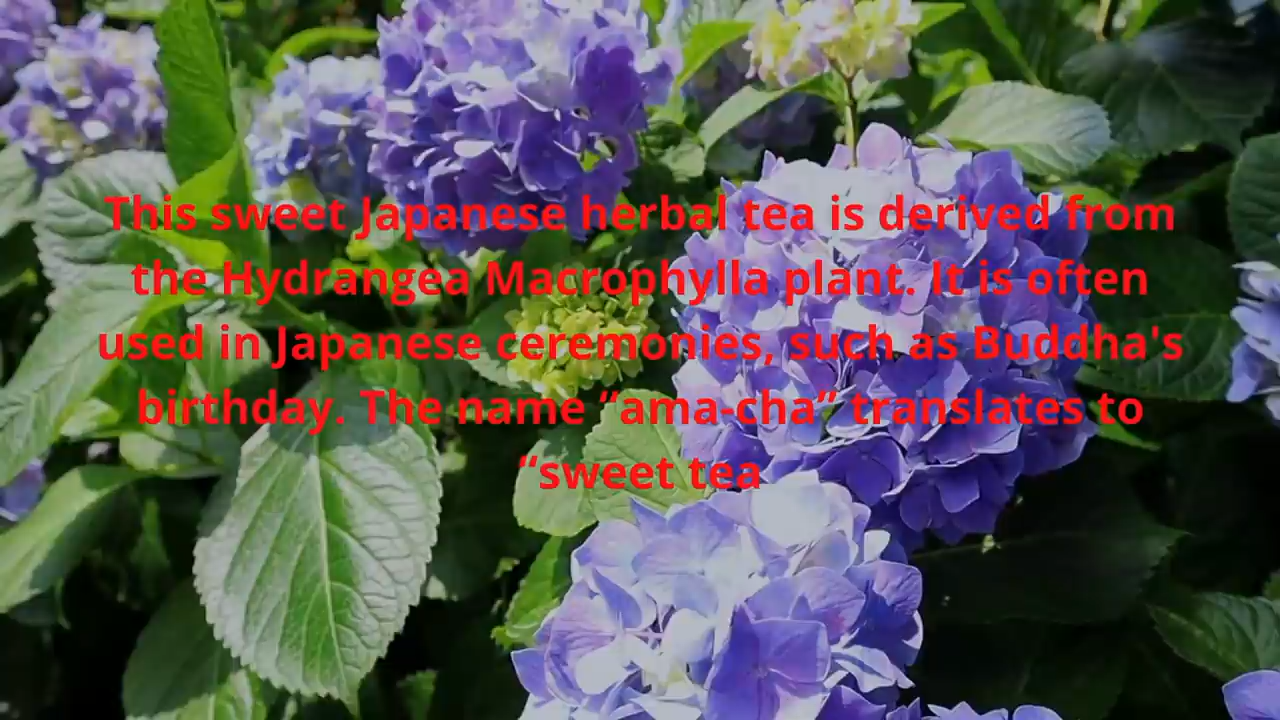 This sweet Japanese herbal tea is derived from
the Hydrangea Macrophylla plant. It is often
used in Japanese ceremonies, such as Buddha's
birthday. The name “ama-cha” translates to
“sweet tea